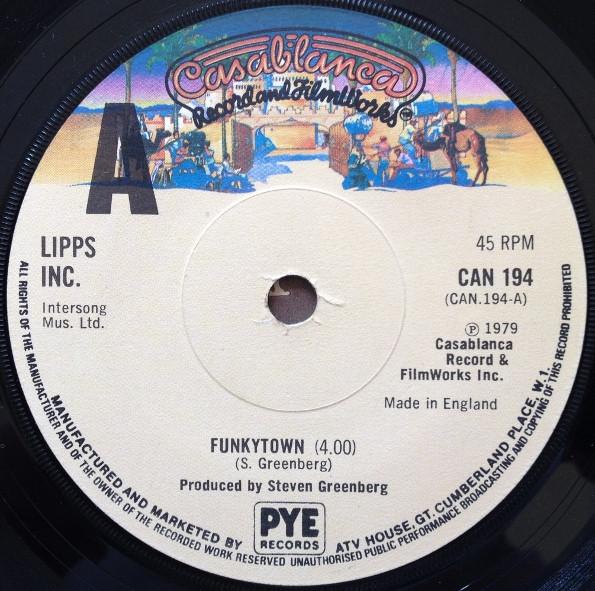 Casablanca
Record and FilmWorks
A
LIPPS
INC.
Intersong
Mus. Ltd.
45 RPM
CAN 194
(CAN.194-A)
Ⓟ 1979
Casablanca
Record &
FilmWorks Inc.
Made in England
FUNKYTOWN (4.00)
(S. Greenberg)
Produced by Steven Greenberg
MANUFACTURED AND MARKETED BY
PYE
RECORDS
ATV HOUSE, GT. CUMBERLAND PLACE, W.1.
ALL RIGHTS OF THE MANUFACTURER AND OF THE OWNER OF THE RECORDED WORK RESERVED UNAUTHORISED PUBLIC PERFORMANCE BROADCASTING AND COPYING OF THIS RECORD PROHIBITED